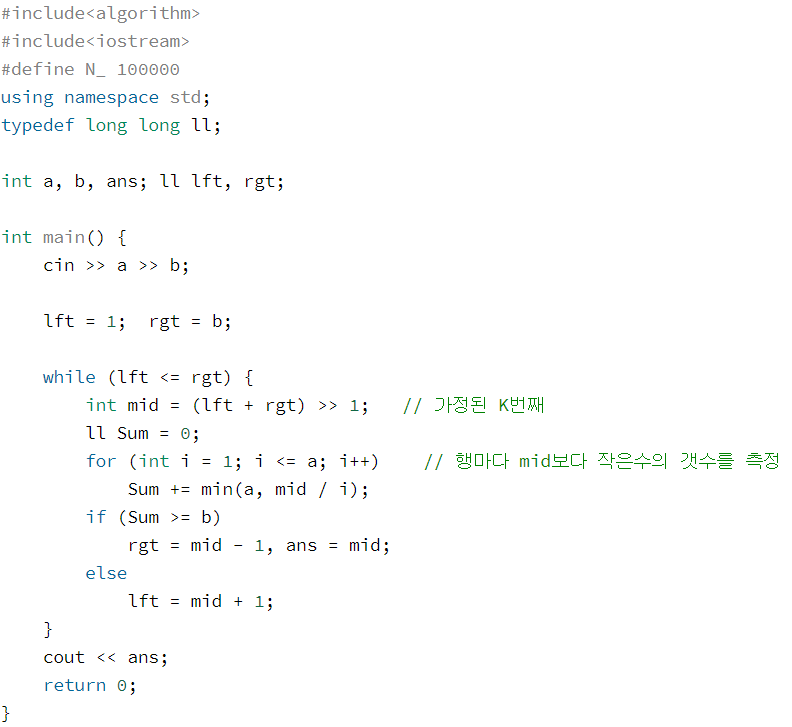 #include<algorithm>
#include<iostream>
#define N_ 100000
using namespace std;
typedef long long ll;
int a, b, ans; ll lft, rgt;
int main() {
    cin >> a >> b;
    lft = 1;  rgt = b;
    while (lft <= rgt) {
        int mid = (lft + rgt) >> 1;   // 가정된 K번째
        ll Sum = 0;
        for (int i = 1; i <= a; i++)    // 행마다 mid보다 작은수의 갯수를 측정
            Sum += min(a, mid / i);
        if (Sum >= b)
            rgt = mid - 1, ans = mid;
        else
            lft = mid + 1;
    }
    cout << ans;
    return 0;
}